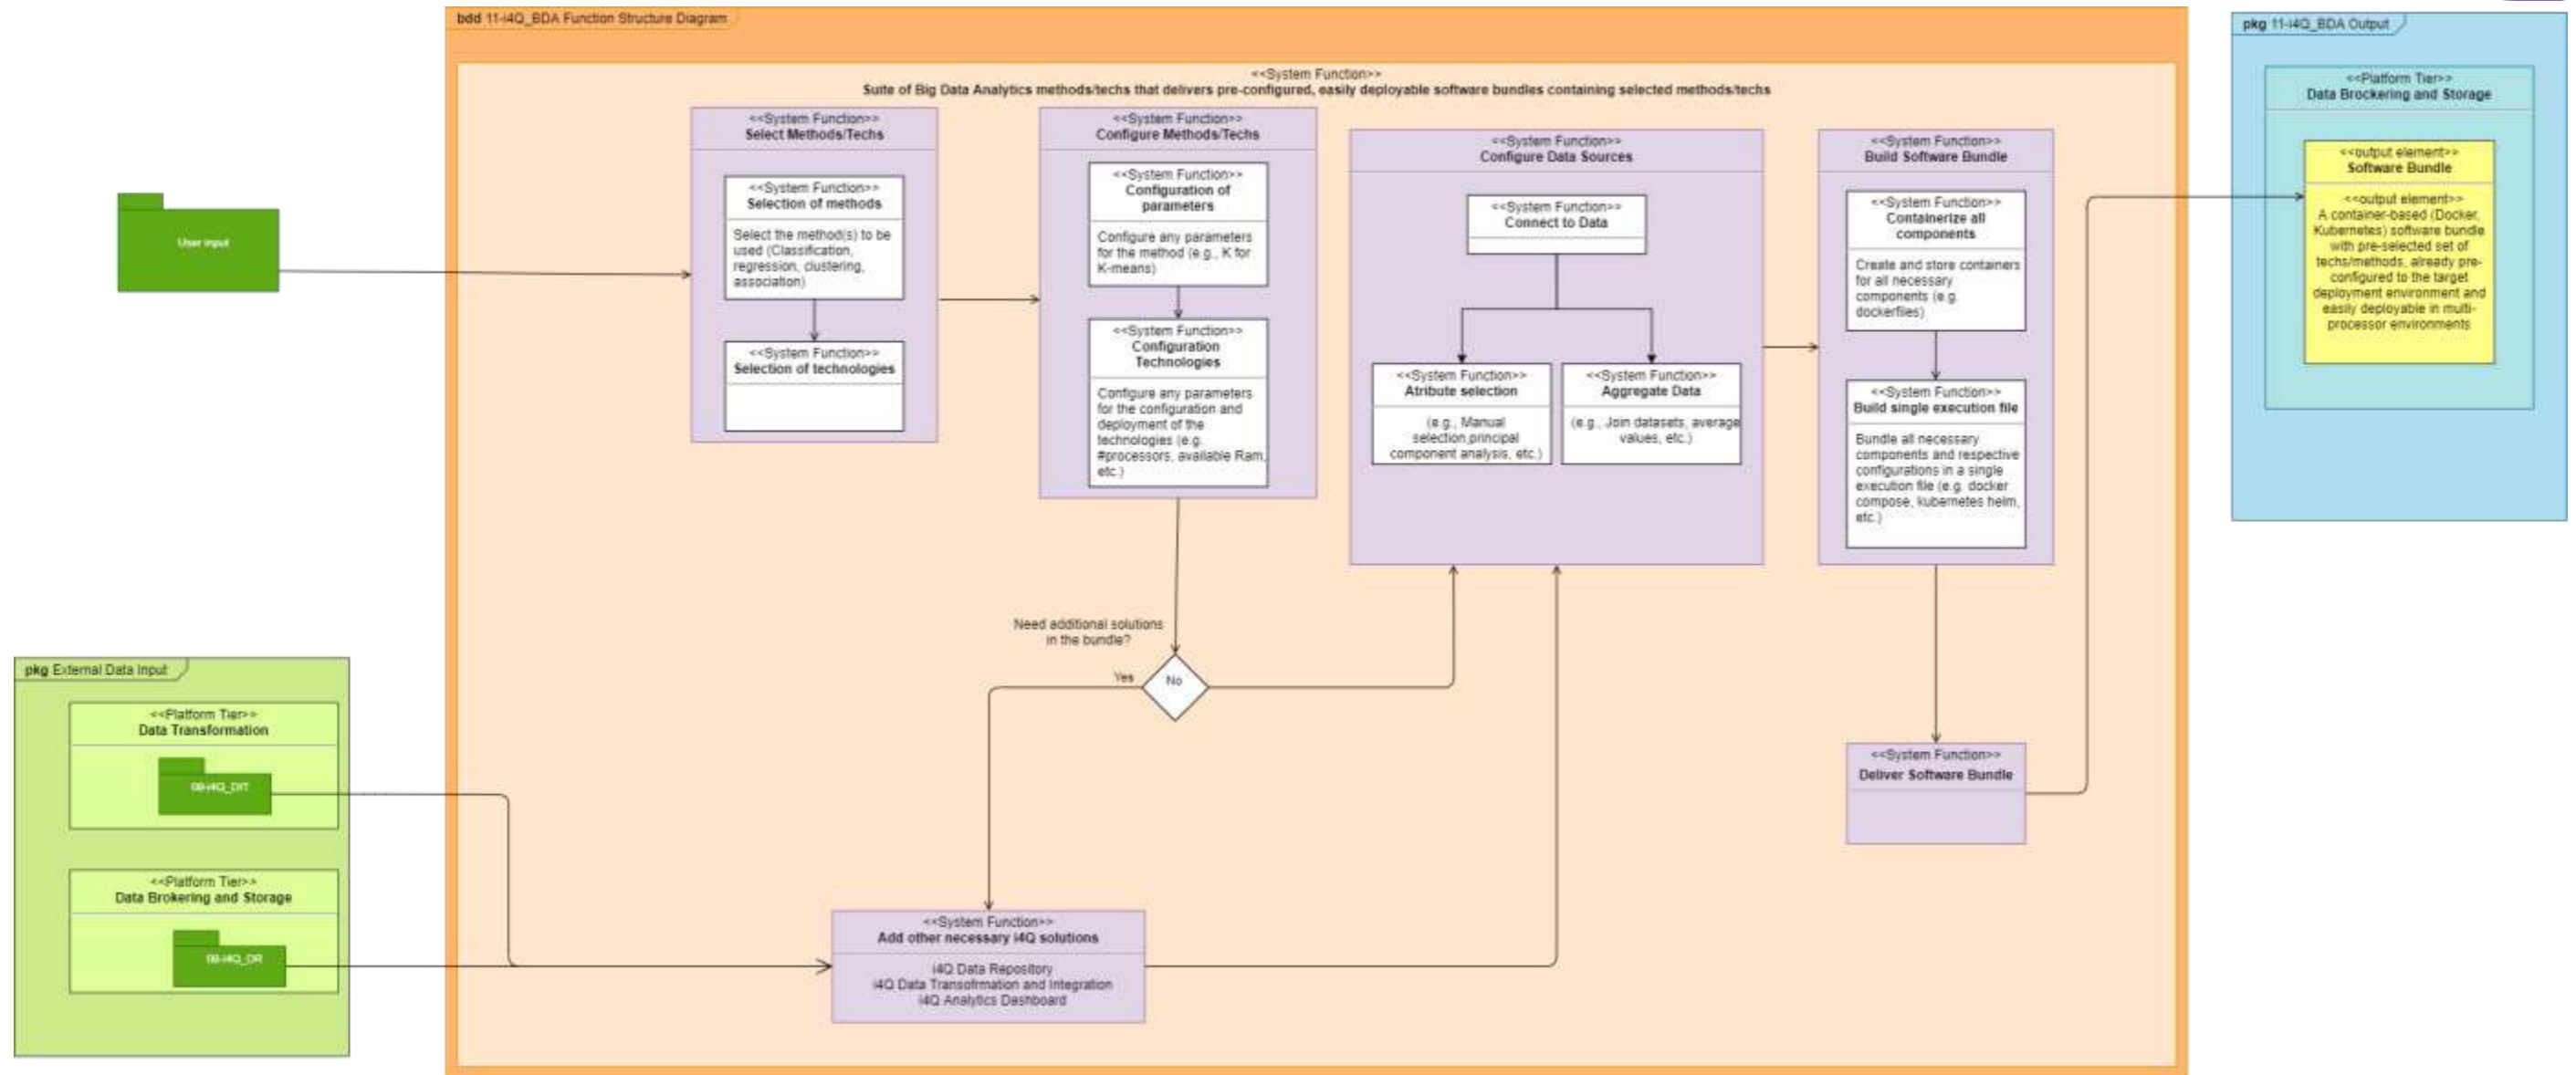 bdd 11-i4Q_BDA Function Structure Diagram
<<System Function>>
Suite of Big Data Analytics methods/techs that delivers pre-configured, easily deployable software bundles containing selected methods/techs
User input
<<System Function>>
Select Methods/Techs
<<System Function>>
Selection of methods
Select the method(s) to be
used (Classification,
regression, clustering,
association)
<<System Function>>
Selection of technologies
<<System Function>>
Configure Methods/Techs
<<System Function>>
Configuration of
parameters
Configure any parameters
for the method (e.g., K for
K-means)
<<System Function>>
Configuration
Technologies
Configure any parameters
for the configuration and
deployment of the
technologies (e.g.
#processors, available Ram,
etc.)
<<System Function>>
Configure Data Sources
<<System Function>>
Connect to Data
<<System Function>>
Atribute selection
(e.g., Manual
selection,principal
component analysis, etc.)
<<System Function>>
Aggregate Data
(e.g., Join datasets, average
values, etc.)
<<System Function>>
Build Software Bundle
<<System Function>>
Containerize all
components
Create and store containers
for all necessary
components (e.g.
dockerfiles)
<<System Function>>
Build single execution file
Bundle all necessary
components and respective
configurations in a single
execution file (e.g. docker
compose, kubernetes helm,
etc.)
<<System Function>>
Deliver Software Bundle
Need additional solutions
in the bundle?
Yes
No
<<System Function>>
Add other necessary i4Q solutions
i4Q Data Repository
i4Q Data Transofrmation and Integration
i4Q Analytics Dashboard
pkg External Data Input
<<Platform Tier>>
Data Transformation
<<Platform Tier>>
Data Brokering and Storage
pkg 11-i4Q_BDA Output
<<Platform Tier>>
Data Brockering and Storage
<<output element>>
Software Bundle
<<output element>>
A container-based (Docker,
Kubernetes) software bundle
with pre-selected set of
techs/methods, already pre-
configured to the target
deployment environment and
easily deployable in multi-
processor environments